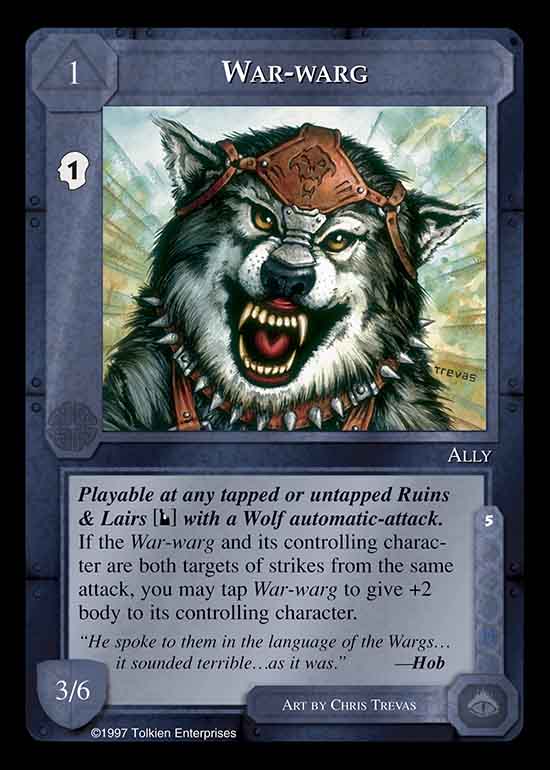 1
WAR-WARG
1
TREVAS
ALLY
Playable at any tapped or untapped Ruins
& Lairs [] with a Wolf automatic-attack.
If the War-warg and its controlling charac-
ter are both targets of strikes from the same
attack, you may tap War-warg to give +2
body to its controlling character.
“He spoke to them in the language of the Wargs…
it sounded terrible…as it was.” —Hob
5
3/6
ART BY CHRIS TREVAS
©1997 Tolkien Enterprises